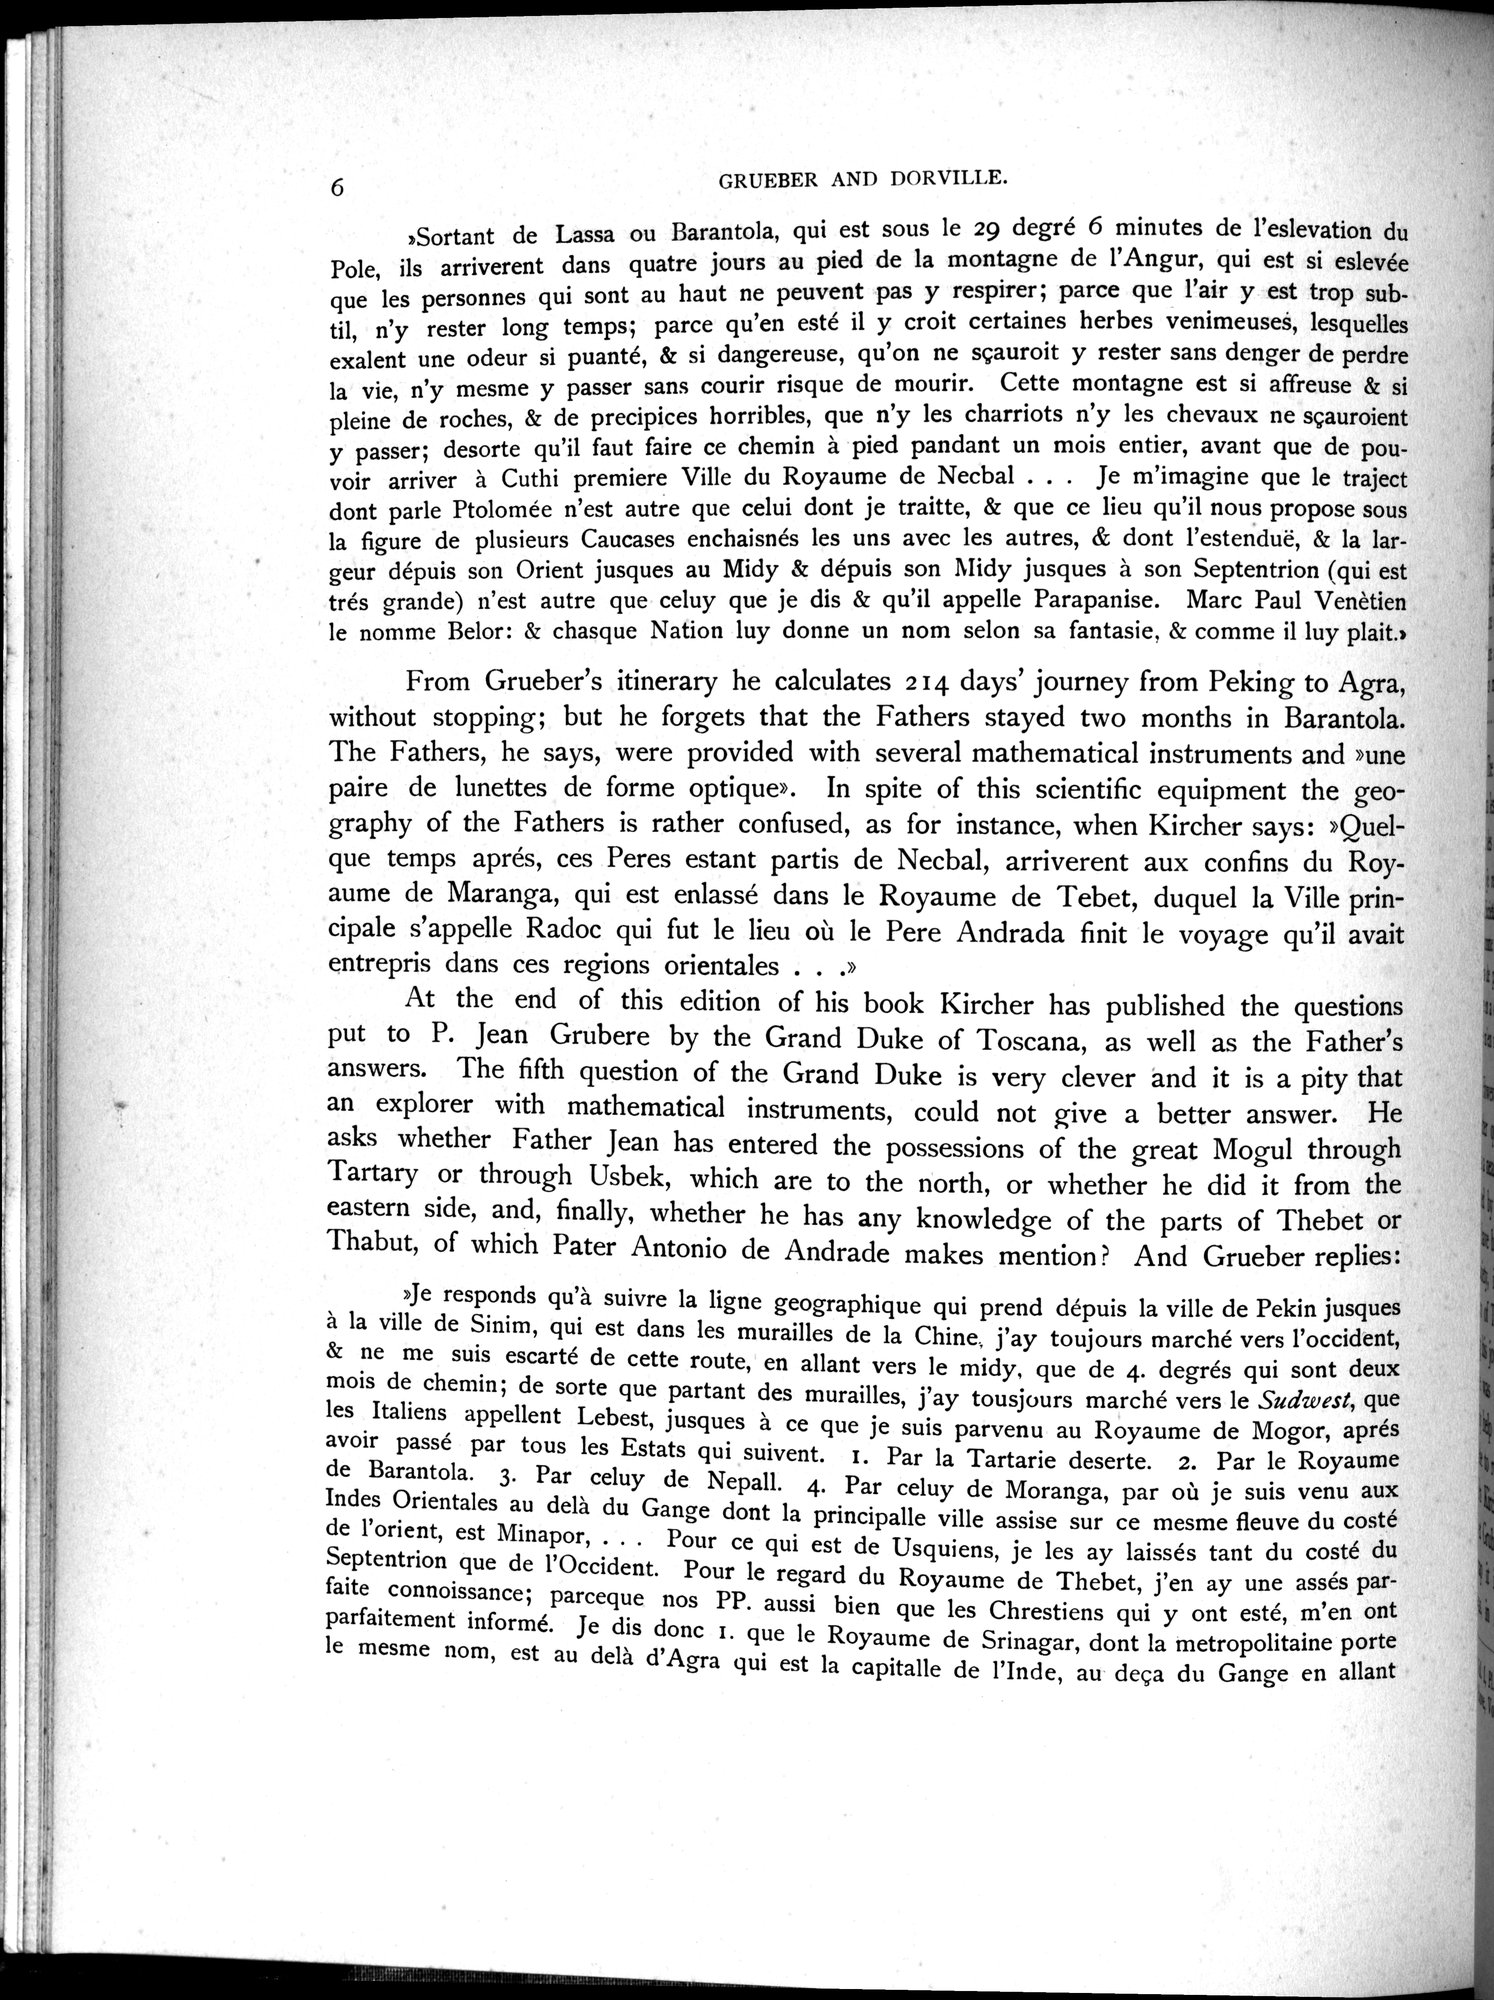 6
GRUEBER AND DORVILLE.
»Sortant de Lassa ou Barantola, qui est sous le 29 degré 6 minutes de l'eslevation du
Pole, ils arriverent dans quatre jours au pied de la montagne de l'Angur, qui est si eslevée
que les personnes qui sont au haut ne peuvent pas y respirer; parce que l'air y est trop sub-
til, n'y rester long temps; parce qu'en esté il y croit certaines herbes venimeuses, lesquelles
exalent une odeur si puanté, & si dangereuse, qu'on ne sçauroit y rester sans denger de perdre
la vie, n'y mesme y passer sans courir risque de mourir. Cette montagne est si affreuse & si
pleine de roches, & de precipices horribles, que n'y les charriots n'y les chevaux ne sçauroient
y passer; desorte qu'il faut faire ce chemin à pied pandant un mois entier, avant que de pou-
voir arriver à Cuthi premiere Ville du Royaume de Necbal . . . Je m'imagine que le traject
dont parle Ptolomée n'est autre que celui dont je traitte, & que ce lieu qu'il nous propose sous
la figure de plusieurs Caucases enchaisnés les uns avec les autres, & dont l'estenduë, & la lar-
geur dépuis son Orient jusques au Midy & dépuis son Midy jusques à son Septentrion (qui est
trés grande) n'est autre que celuy que je dis & qu'il appelle Parapanise. Marc Paul Venètien
le nomme Belor: & chasque Nation luy donne un nom selon sa fantasie, & comme il luy plait.»
From Grueber's itinerary he calculates 214 days' journey from Peking to Agra,
without stopping; but he forgets that the Fathers stayed two months in Barantola.
The Fathers, he says, were provided with several mathematical instruments and »une
paire de lunettes de forme optique». In spite of this scientific equipment the geo-
graphy of the Fathers is rather confused, as for instance, when Kircher says: »Quel-
que temps aprés, ces Peres estant partis de Necbal, arriverent aux confins du Roy-
aume de Maranga, qui est enlassé dans le Royaume de Tebet, duquel la Ville prin-
cipale s'appelle Radoc qui fut le lieu où le Pere Andrada finit le voyage qu'il avait
entrepris dans ces regions orientales . . .»
At the end of this edition of his book Kircher has published the questions
put to P. Jean Grubere by the Grand Duke of Toscana, as well as the Father's
answers. The fifth question of the Grand Duke is very clever and it is a pity that
an explorer with mathematical instruments, could not give a better answer. He
asks whether Father Jean has entered the possessions of the great Mogul through
Tartary or through Usbek, which are to the north, or whether he did it from the
eastern side, and, finally, whether he has any knowledge of the parts of Thebet or
Thabut, of which Pater Antonio de Andrade makes mention? And Grueber replies:
»Je responds qu'à suivre la ligne geographique qui prend dépuis la ville de Pekin jusques
à la ville de Sinim, qui est dans les murailles de la Chine, j'ay toujours marché vers l'occident,
& ne me suis escarté de cette route, en allant vers le midy, que de 4. degrés qui sont deux
mois de chemin; de sorte que partant des murailles, j'ay tousjours marché vers le Sudwest, que
les Italiens appellent Lebest, jusques à ce que je suis parvenu au Royaume de Mogor, aprés
avoir passé par tous les Estats qui suivent. 1. Par la Tartarie deserte. 2. Par le Royaume
de Barantola. 3. Par celuy de Nepall. 4. Par celuy de Moranga, par où je suis venu aux
Indes Orientales au delà du Gange dont la principalle ville assise sur ce mesme fleuve du costé
de l'orient, est Minapor, . . . Pour ce qui est de Usquiens, je les ay laissés tant du costé du
Septentrion que de l'Occident. Pour le regard du Royaume de Thebet, j'en ay une assés par-
faite connoissance; parceque nos PP. aussi bien que les Chrestiens qui y ont esté, m'en ont
parfaitement informé. Je dis donc 1. que le Royaume de Srinagar, dont la metropolitaine porte
le mesme nom, est au delà d'Agra qui est la capitalle de l'Inde, au deça du Gange en allant